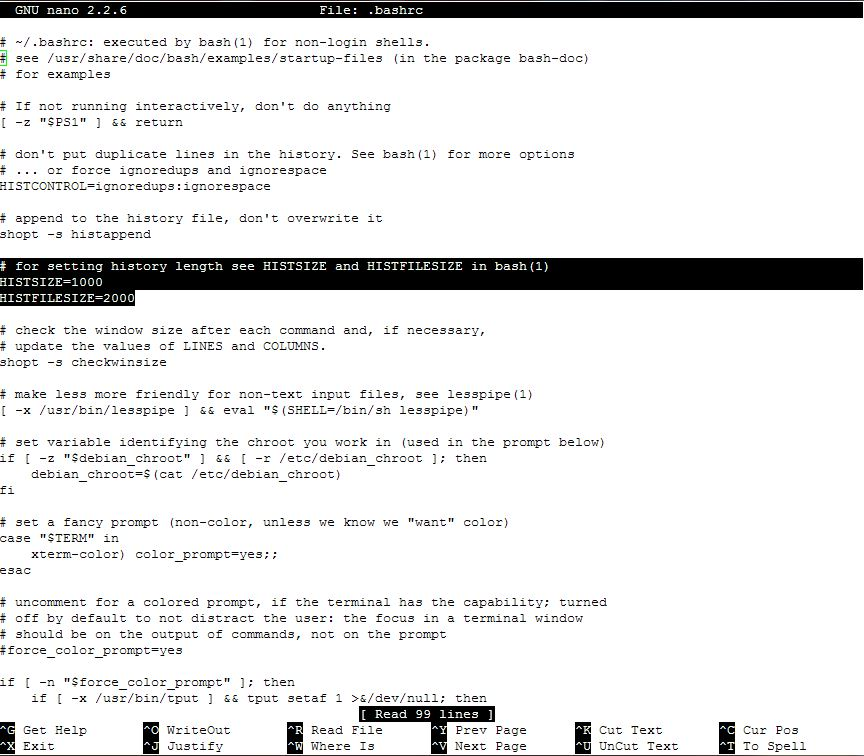 GNU nano 2.2.6 File: .bashrc
# ~/.bashrc: executed by bash(1) for non-login shells.
# see /usr/share/doc/bash/examples/startup-files (in the package bash-doc)
# for examples
# If not running interactively, don't do anything
[ -z "$PS1" ] && return
# don't put duplicate lines in the history. See bash(1) for more options
# ... or force ignoredups and ignorespace
HISTCONTROL=ignoredups:ignorespace
# append to the history file, don't overwrite it
shopt -s histappend
# for setting history length see HISTSIZE and HISTFILESIZE in bash(1)
HISTSIZE=1000
HISTFILESIZE=2000
# check the window size after each command and, if necessary,
# update the values of LINES and COLUMNS.
shopt -s checkwinsize
# make less more friendly for non-text input files, see lesspipe(1)
[ -x /usr/bin/lesspipe ] && eval "$(SHELL=/bin/sh lesspipe)"
# set variable identifying the chroot you work in (used in the prompt below)
if [ -z "$debian_chroot" ] && [ -r /etc/debian_chroot ]; then
    debian_chroot=$(cat /etc/debian_chroot)
fi
# set a fancy prompt (non-color, unless we know we "want" color)
case "$TERM" in
    xterm-color) color_prompt=yes;;
esac
# uncomment for a colored prompt, if the terminal has the capability; turned
# off by default to not distract the user: the focus in a terminal window
# should be on the output of commands, not on the prompt
#force_color_prompt=yes
if [ -n "$force_color_prompt" ]; then
    if [ -x /usr/bin/tput ] && tput setaf 1 >&/dev/null; then
[ Read 99 lines ]
^G Get Help ^O WriteOut ^R Read File ^Y Prev Page ^K Cut Text ^C Cur Pos
^X Exit ^J Justify ^W Where Is ^V Next Page ^U UnCut Text ^T To Spell